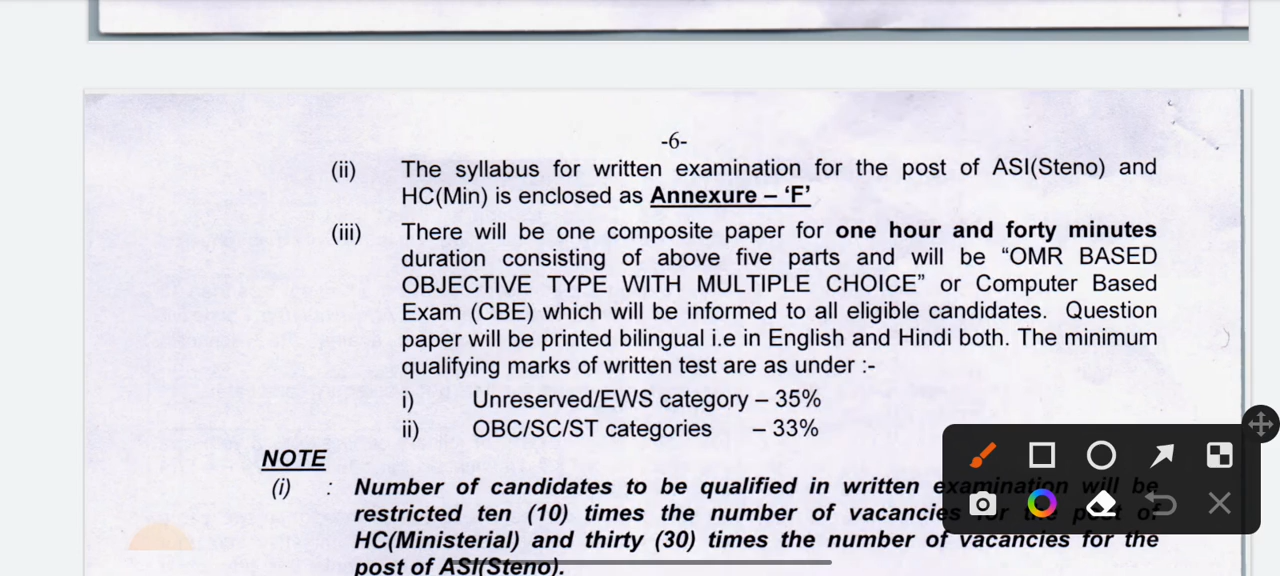 -6-
(ii) The syllabus for written examination for the post of ASI(Steno) and
HC(Min) is enclosed as Annexure – ‘F’
(iii) There will be one composite paper for one hour and forty minutes
duration consisting of above five parts and will be “OMR BASED
OBJECTIVE TYPE WITH MULTIPLE CHOICE” or Computer Based
Exam (CBE) which will be informed to all eligible candidates. Question
paper will be printed bilingual i.e in English and Hindi both. The minimum
qualifying marks of written test are as under :-
i) Unreserved/EWS category – 35%
ii) OBC/SC/ST categories – 33%
NOTE
(i) : Number of candidates to be qualified in written examination will be
restricted ten (10) times the number of vacancies for the post of
HC(Ministerial) and thirty (30) times the number of vacancies for the
post of ASI(Steno).